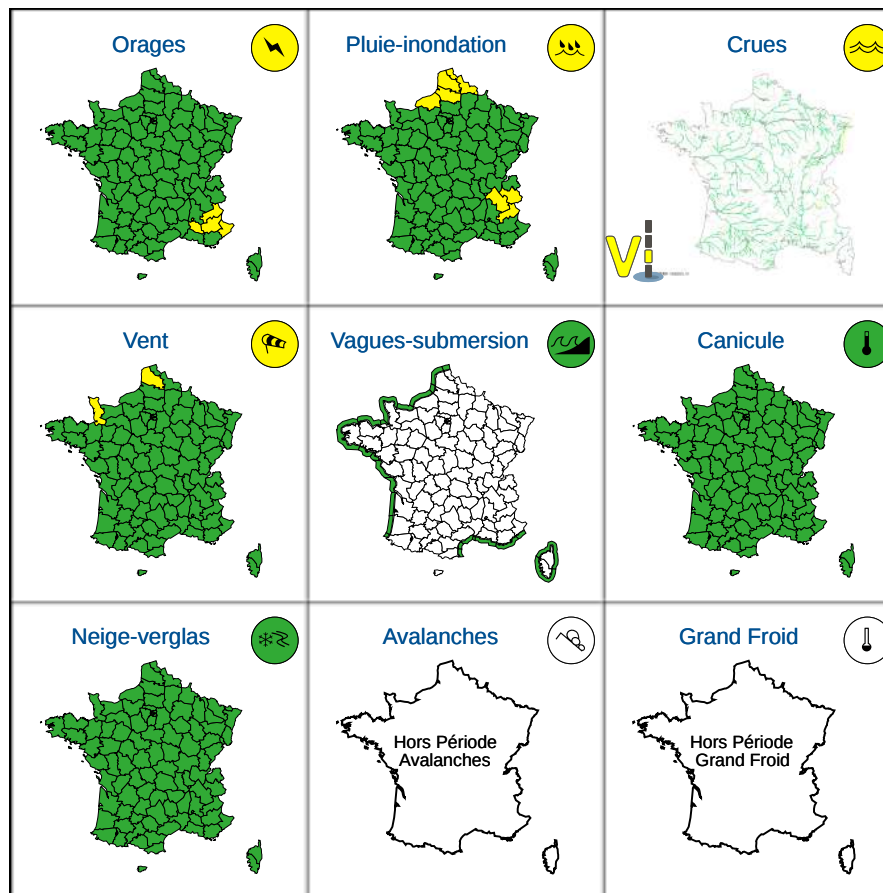 Orages
Pluie-inondation
Crues
Vent
Vagues-submersion
Canicule
Neige-verglas
Avalanches
Hors Période
Avalanches
Grand Froid
Hors Période
Grand Froid